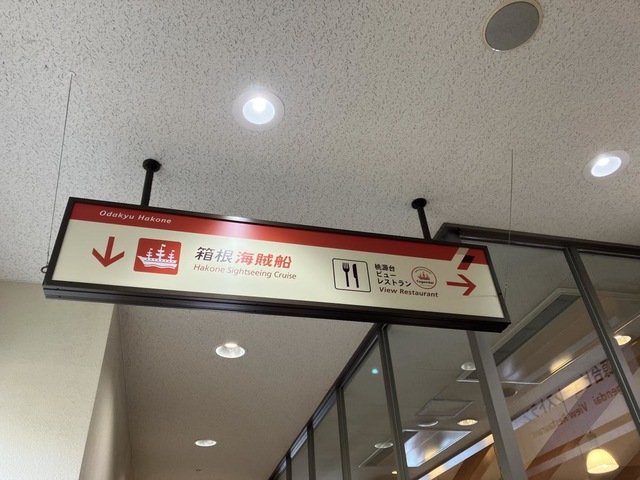 Odakyu Hakone
箱根海賊船
Hakone Sightseeing Cruise
桃源台
ビュー
レストラン
View Restaurant